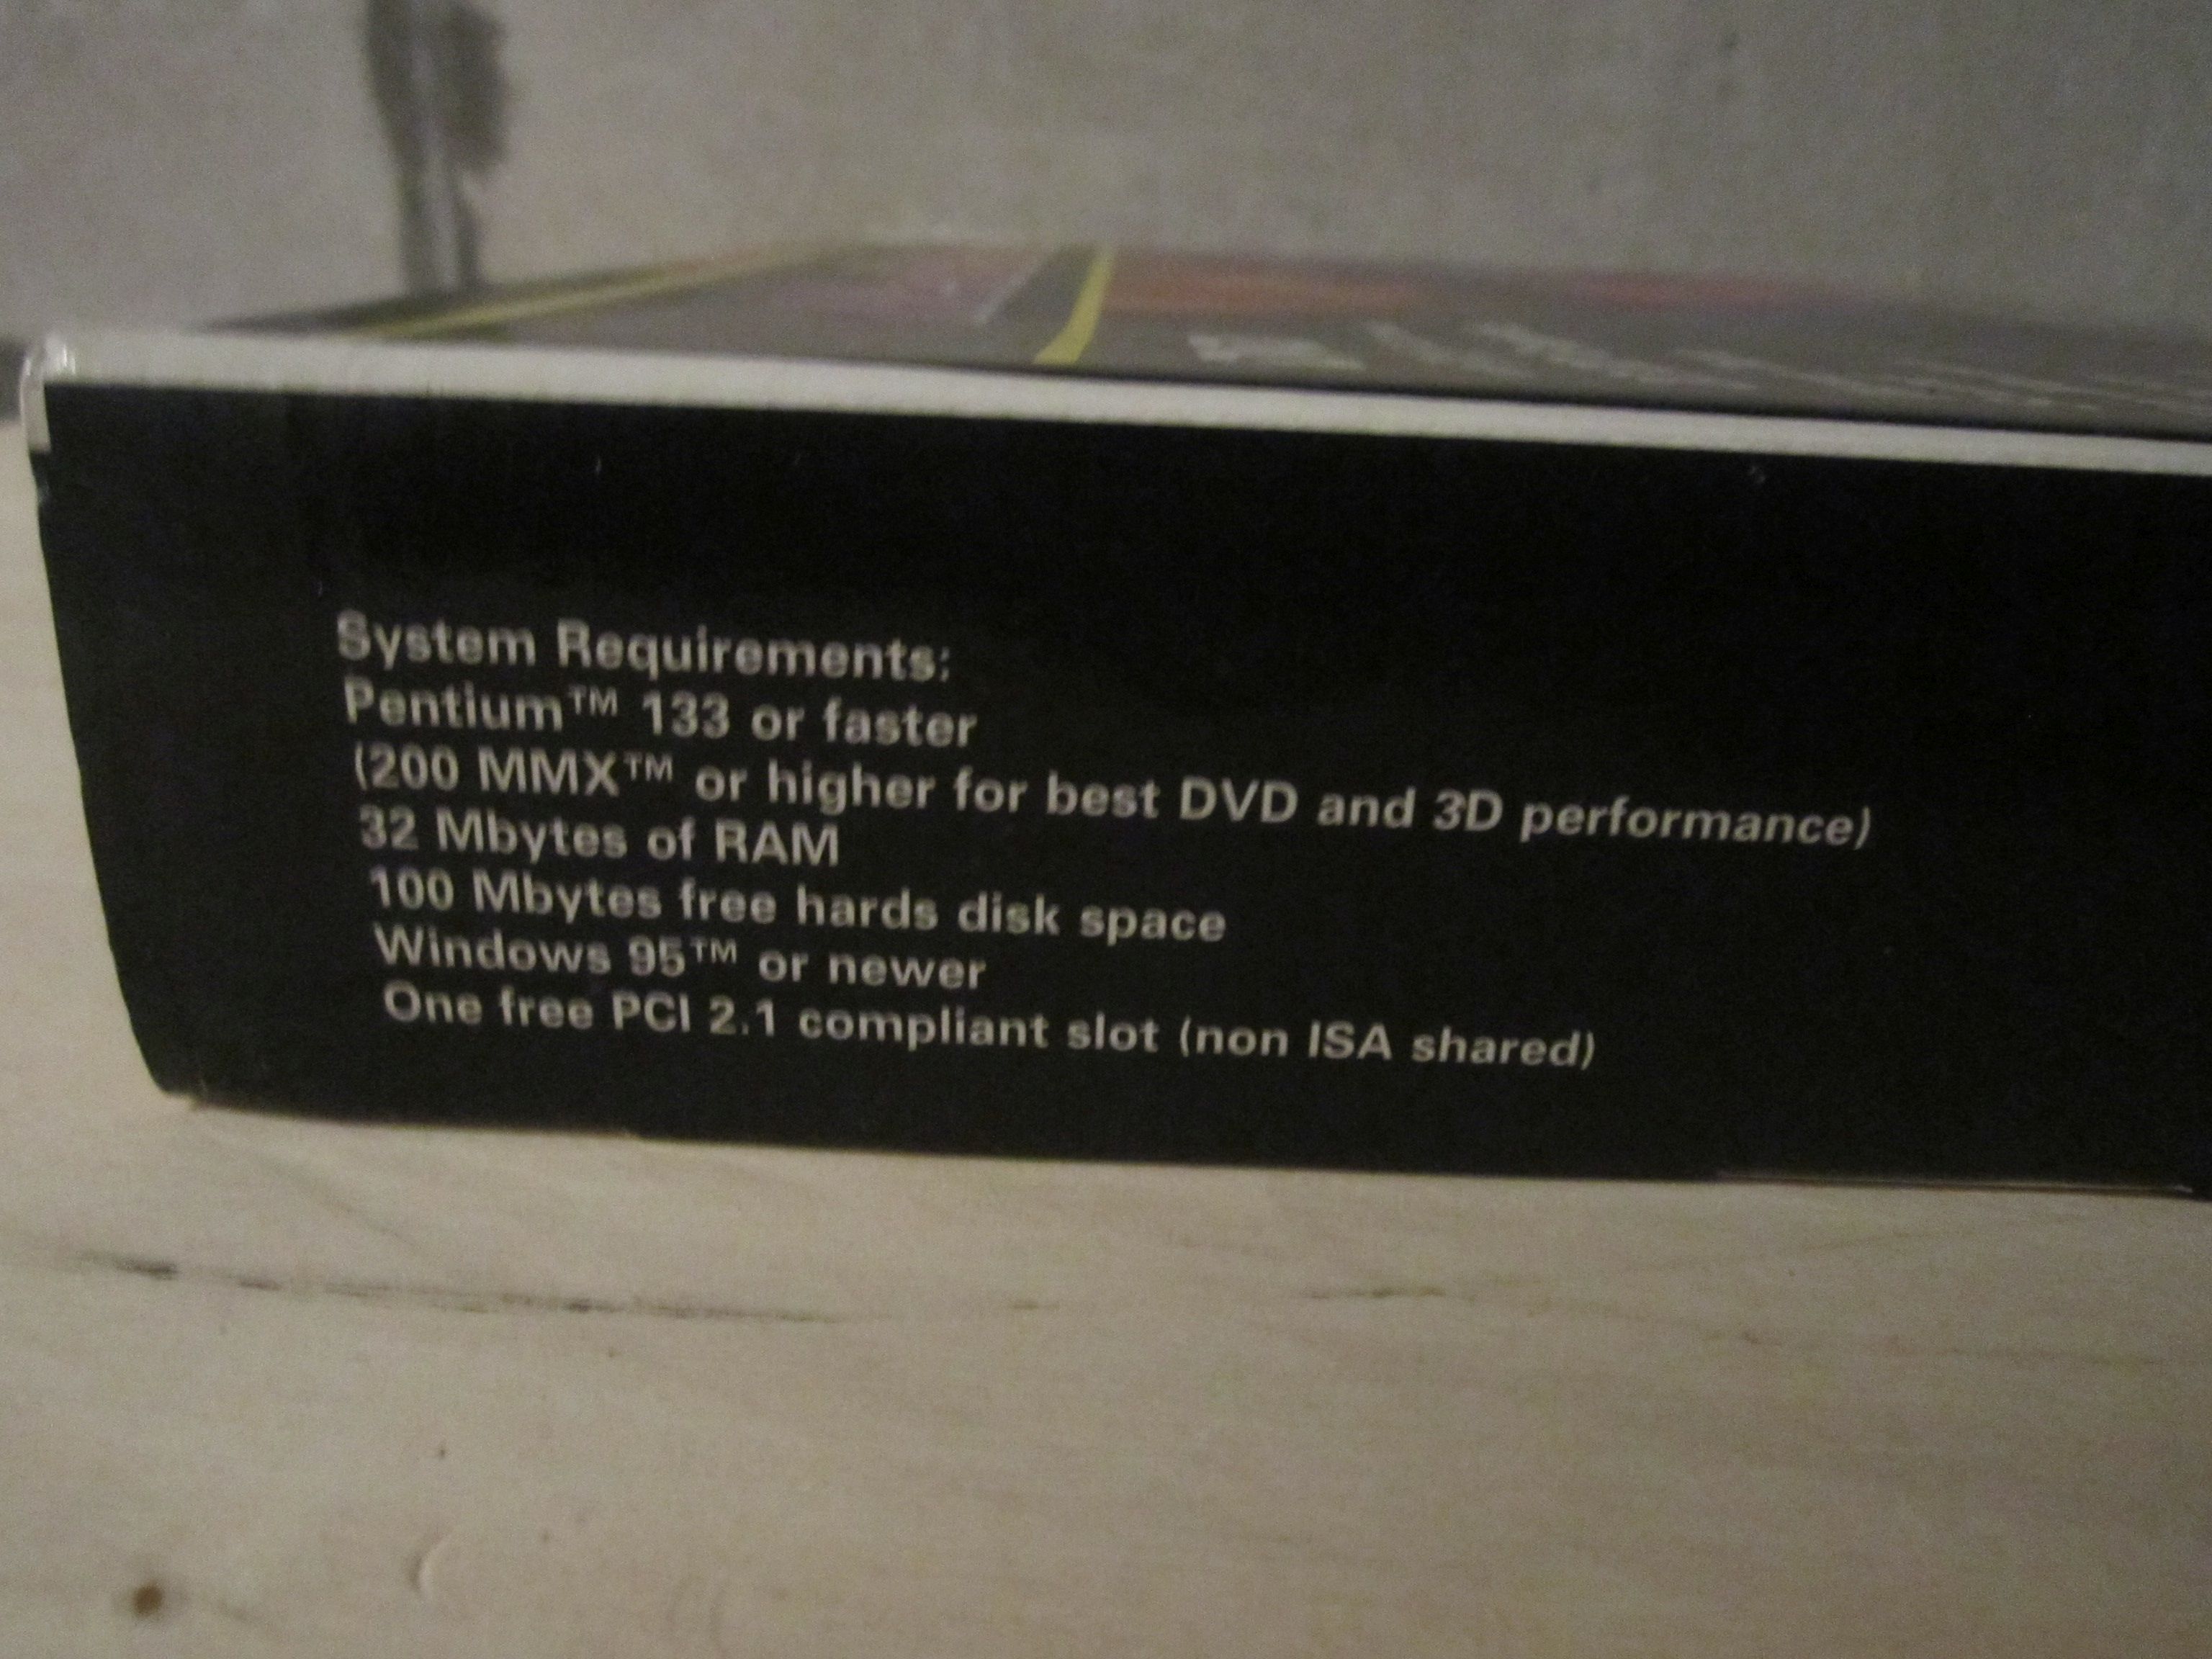 System Requirements:
Pentium™ 133 or faster
(200 MMX™ or higher for best DVD and 3D performance)
32 Mbytes of RAM
100 Mbytes free hards disk space
Windows 95™ or newer
One free PCI 2.1 compliant slot (non ISA shared)